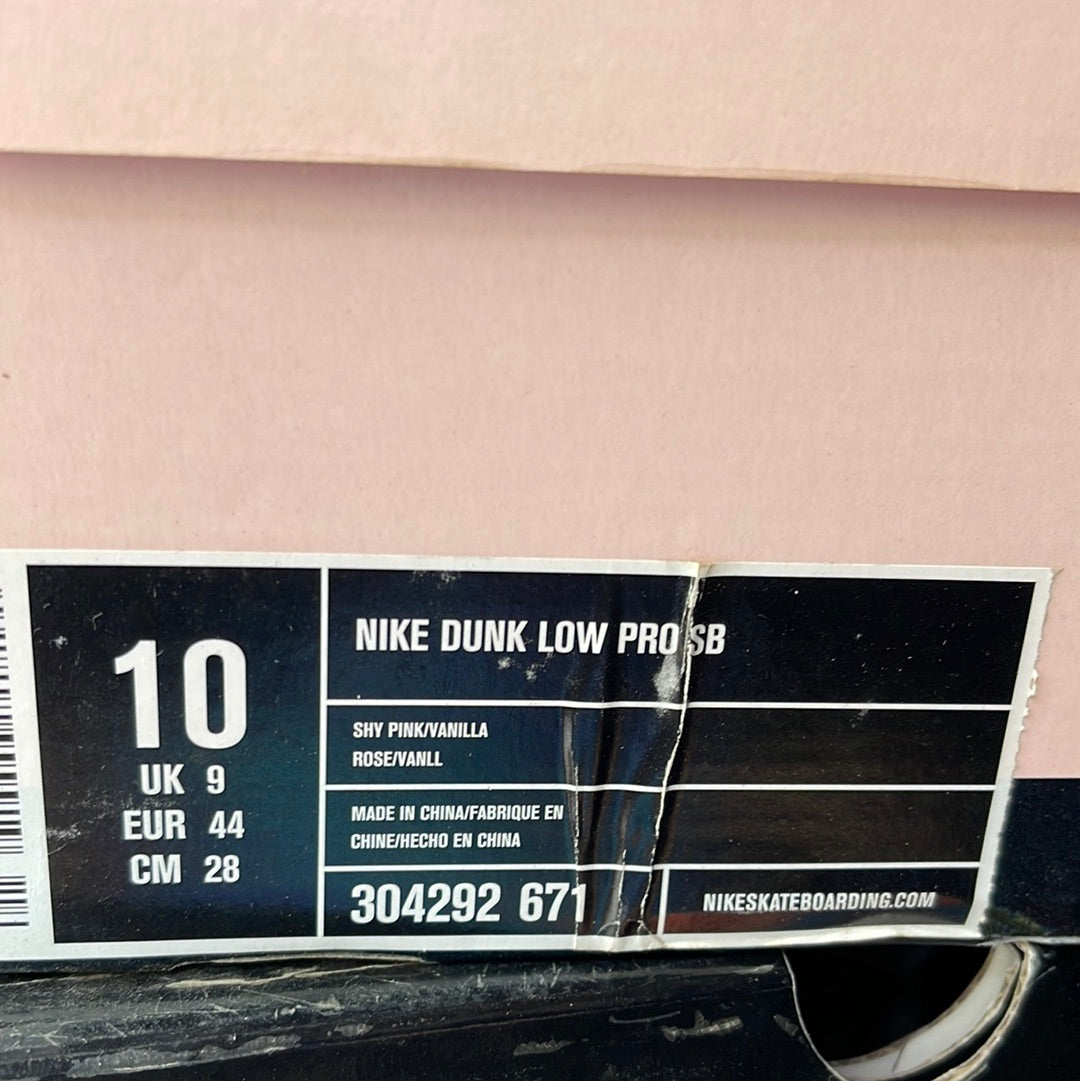 10
UK 9
EUR 44
CM 28
NIKE DUNK LOW PRO SB
SHY PINK/VANILLA
ROSE/VANLL
MADE IN CHINA/FABRIQUE EN
CHINE/HECHO EN CHINA
304292 671
NIKESKATEBOARDING.COM